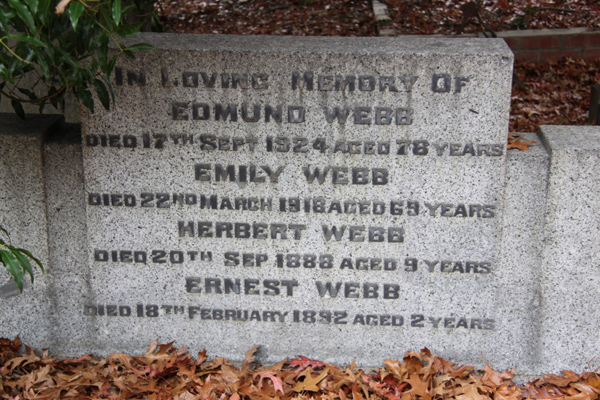 IN LOVING MEMORY OF
EDMUND WEBB
DIED 17TH SEPT 1924 AGED 78 YEARS
EMILY WEBB
DIED 22ND MARCH 1918 AGED 69 YEARS
HERBERT WEBB
DIED 20TH SEP 1888 AGED 9 YEARS
ERNEST WEBB
DIED 18TH FEBRUARY 1892 AGED 2 YEARS